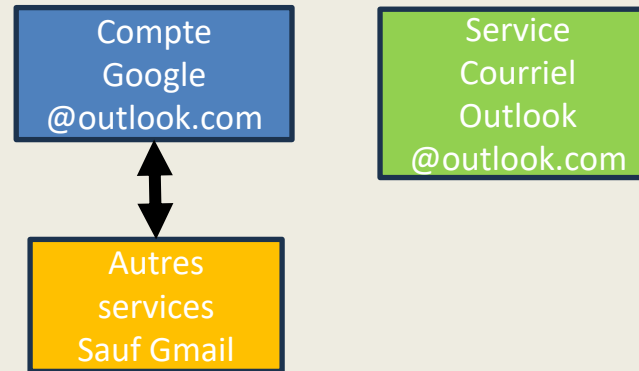 Compte
Google
@outlook.com
Service
Courriel
Outlook
@outlook.com
Autres
services
Sauf Gmail